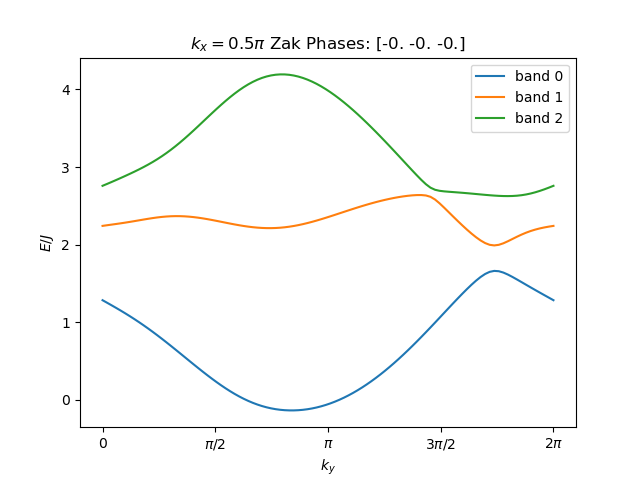 $k_x = 0.5\pi$ Zak Phases: [-0. -0. -0.]
band 0
band 1
band 2
4
3
2
1
0
E/J
0
π/2
π
3π/2
2π
$k_y$